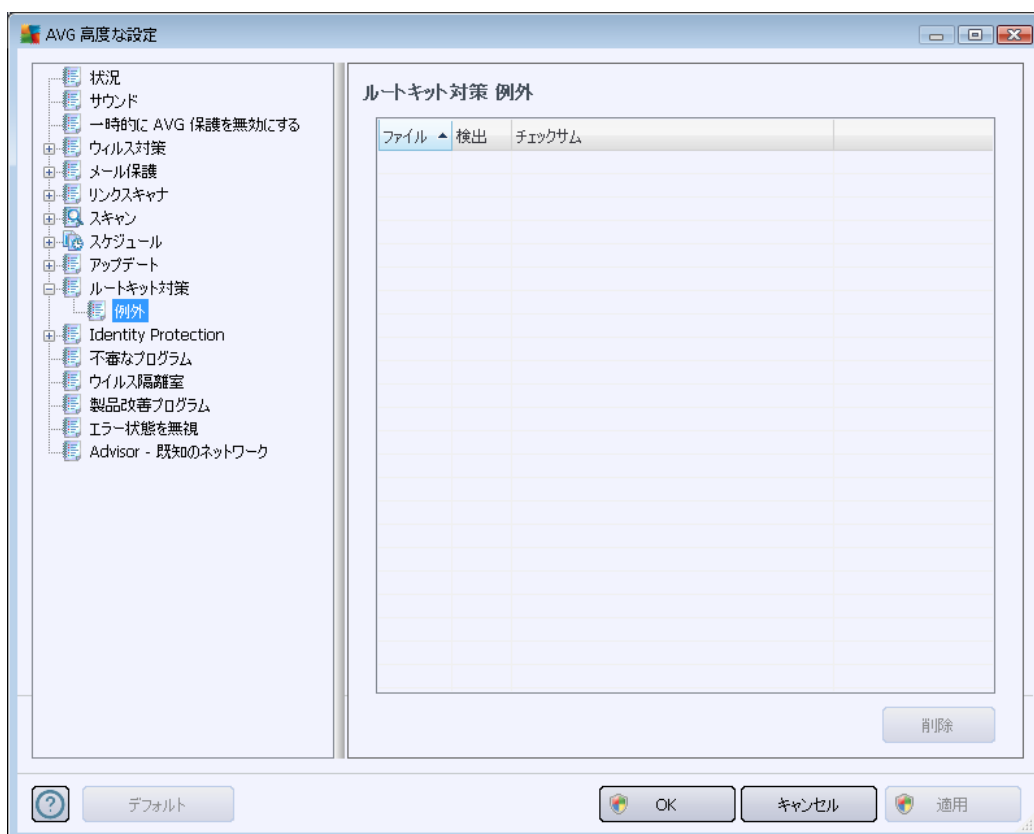 AVG 高度な設定
状況
サウンド
一時的に AVG 保護を無効にする
ウィルス対策
メール保護
リンクスキャナ
スキャン
スケジュール
アップデート
ルートキット対策
例外
Identity Protection
不審なプログラム
ウイルス隔離室
製品改善プログラム
エラー状態を無視
Advisor - 既知のネットワーク
ルートキット対策 例外
ファイル 検出 チェックサム
削除
デフォルト OK キャンセル 適用